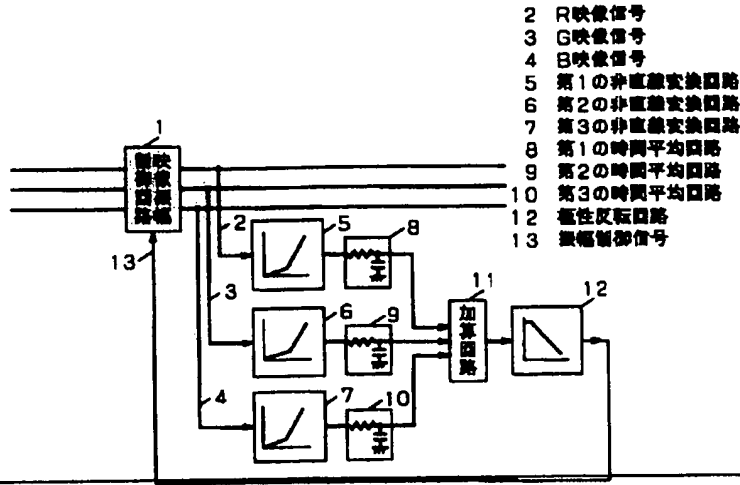 2 R映像信号
3 G映像信号
4 B映像信号
5 第1の非直線変換回路
6 第2の非直線変換回路
7 第3の非直線変換回路
8 第1の時間平均回路
9 第2の時間平均回路
10 第3の時間平均回路
12 極性反転回路
13 振幅制御信号
1
映像振幅
制御回路
2
5
8
13
3
6
9
11
12
加算回路
4
7
10